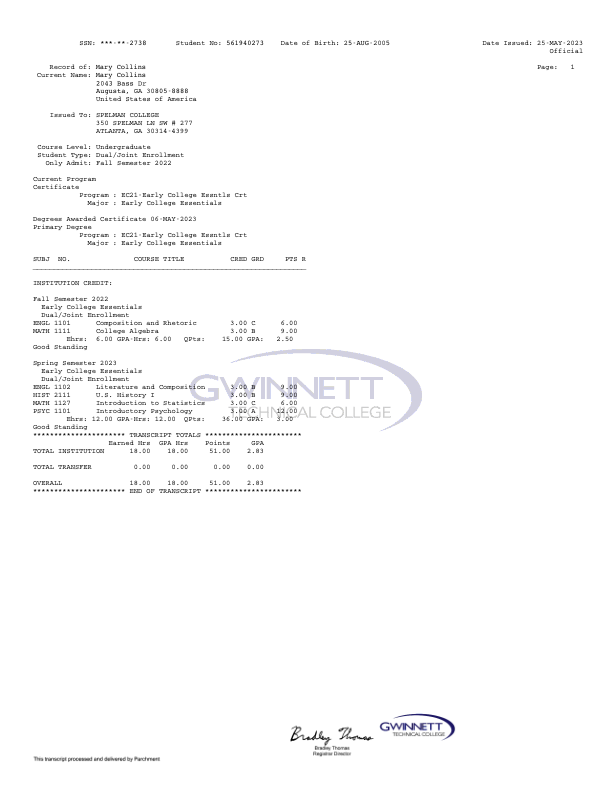 SSN: ***-**-2738 Student No: 561940273 Date of Birth: 25-AUG-2005 Date Issued: 25-MAY-2023
Official
Record of: Mary Collins Page: 1
Current Name: Mary Collins
2043 Bass Dr
Augusta, GA 30805-8888
United States of America
Issued To: SPELMAN COLLEGE
350 SPELMAN LN SW # 277
ATLANTA, GA 30314-4399
Course Level: Undergraduate
Student Type: Dual/Joint Enrollment
Only Admit: Fall Semester 2022
Current Program
Certificate
Program : EC21-Early College Essntls Crt
Major : Early College Essentials
Degrees Awarded Certificate 06-MAY-2023
Primary Degree
Program : EC21-Early College Essntls Crt
Major : Early College Essentials
SUBJ NO. COURSE TITLE CRED GRD PTS R
INSTITUTION CREDIT:
Fall Semester 2022
Early College Essentials
Dual/Joint Enrollment
ENGL 1101 Composition and Rhetoric 3.00 C 6.00
MATH 1111 College Algebra 3.00 B 9.00
Ehrs: 6.00 GPA-Hrs: 6.00 QPts: 15.00 GPA: 2.50
Good Standing
Spring Semester 2023
Early College Essentials
Dual/Joint Enrollment
ENGL 1102 Literature and Composition 3.00 B 9.00
HIST 2111 U.S. History I 3.00 B 9.00
MATH 1127 Introduction to Statistics 3.00 C 6.00
PSYC 1101 Introductory Psychology 3.00 A 12.00
Ehrs: 12.00 GPA-Hrs: 12.00 QPts: 36.00 GPA: 3.00
Good Standing
GWINNETT
TECHNICAL COLLEGE
*********************** TRANSCRIPT TOTALS ***********************
Earned Hrs GPA Hrs Points GPA
TOTAL INSTITUTION 18.00 18.00 51.00 2.83
TOTAL TRANSFER 0.00 0.00 0.00 0.00
OVERALL 18.00 18.00 51.00 2.83
*********************** END OF TRANSCRIPT ***********************
Bradley Thomas
GWINNETT
TECHNICAL COLLEGE
Bradley Thomas
Registrar Director
This transcript processed and delivered by Parchment